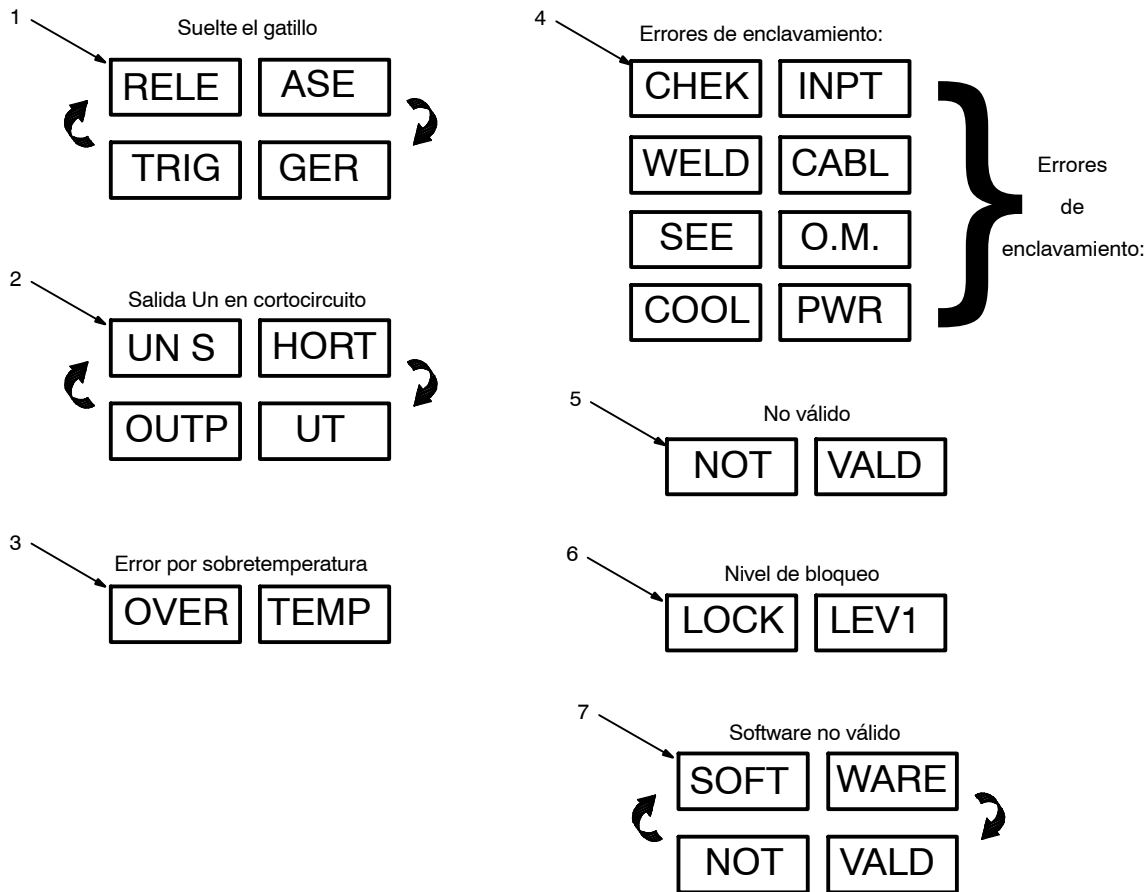 1
Suelte el gatillo
RELE ASE
TRIG GER
2
Salida Un en cortocircuito
UN S HORT
OUTP UT
3
Error por sobretemperatura
OVER TEMP
4
Errores de enclavamiento:
CHEK INPT
WELD CABL
SEE O.M.
COOL PWR
Errores
de
enclavamiento:
5
No válido
NOT VALD
6
Nivel de bloqueo
LOCK LEV1
7
Software no válido
SOFT WARE
NOT VALD